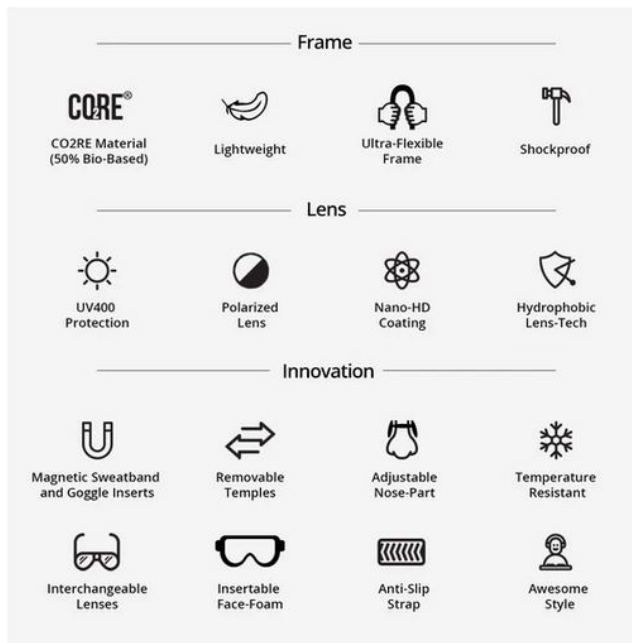 Frame
CO2RE®
CO2RE Material
(50% Bio-Based)
Lightweight
Ultra-Flexible
Frame
Shockproof
Lens
UV400
Protection
Polarized
Lens
Nano-HD
Coating
Hydrophobic
Lens-Tech
Innovation
Magnetic Sweatband
and Goggle Inserts
Removable
Temples
Adjustable
Nose-Part
Temperature
Resistant
Interchangeable
Lenses
Insertable
Face-Foam
Anti-Slip
Strap
Awesome
Style